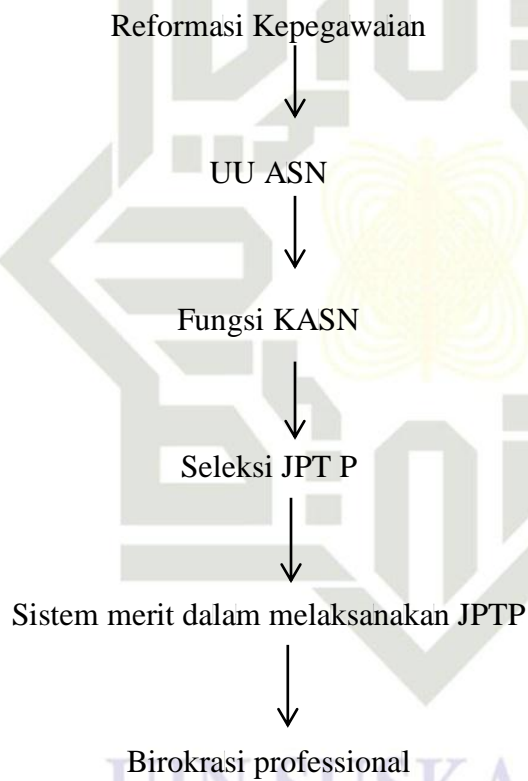 Reformasi Kepegawaian
UU ASN
Fungsi KASN
Seleksi JPT P
Sistem merit dalam melaksanakan JPTP
Birokrasi professional